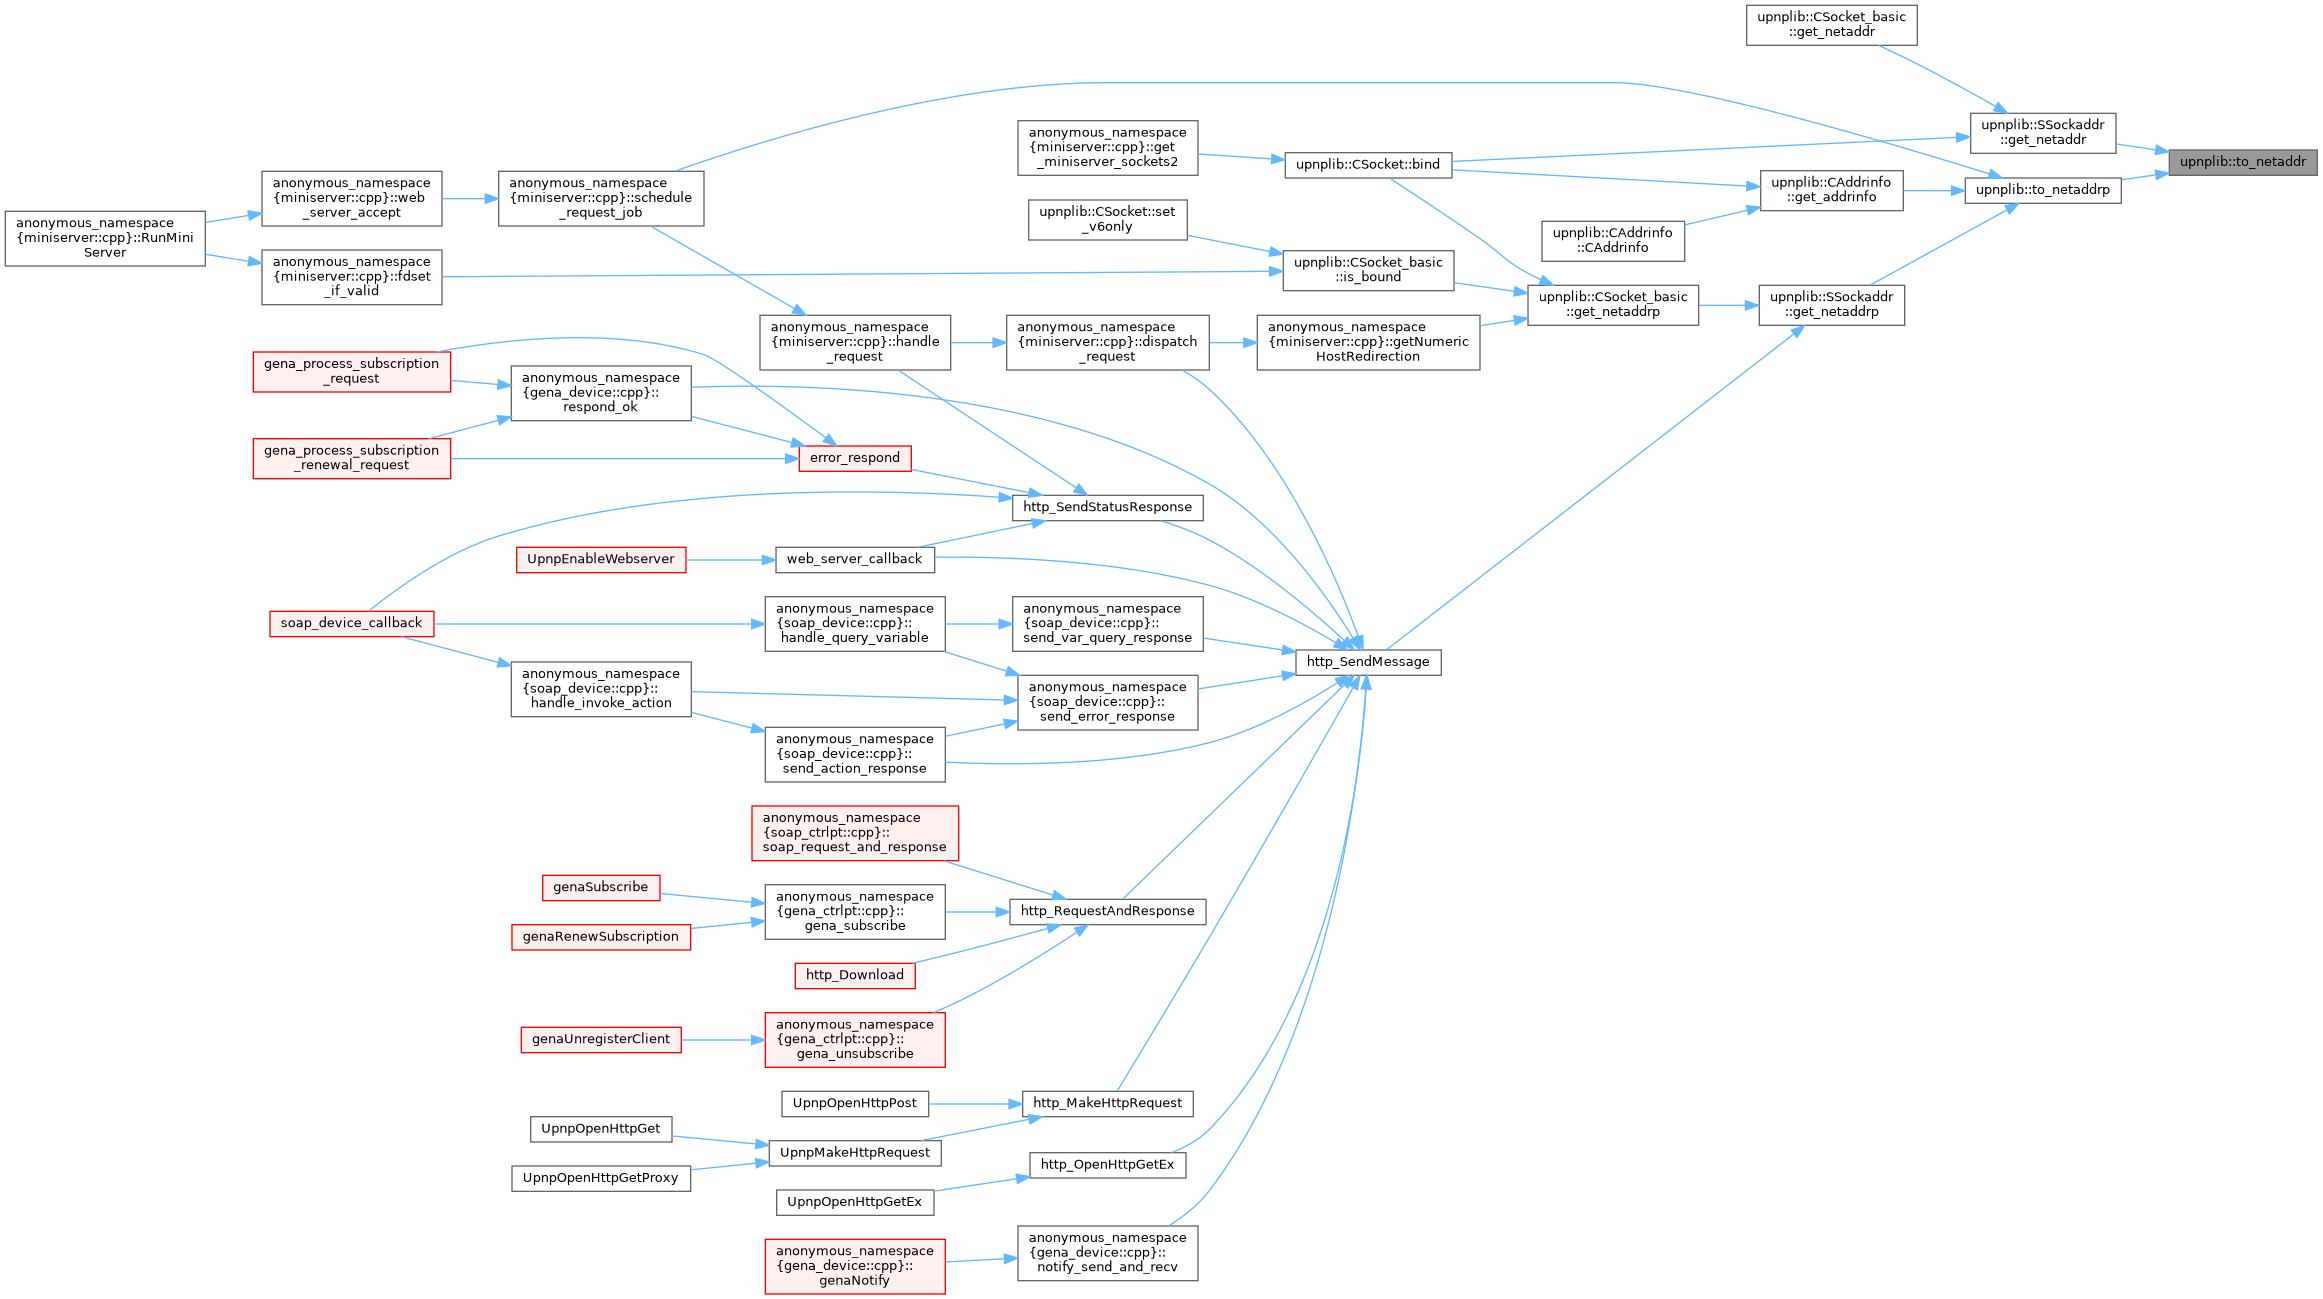 upnplib::CSocket_basic
::get_netaddr
upnplib::SSockaddr
::get_netaddr
upnplib::to_netaddr
anonymous_namespace
{miniserver::cpp}::get
_miniserver_sockets2
upnplib::CSocket::bind
upnplib::CAddrinfo
::get_addrinfo
upnplib::to_netaddrp
anonymous_namespace
{miniserver::cpp}::web
_server_accept
anonymous_namespace
{miniserver::cpp}::schedule
_request_job
upnplib::CSocket::set
_v6only
upnplib::CAddrinfo
::CAddrinfo
anonymous_namespace
{miniserver::cpp}::RunMini
Server
anonymous_namespace
{miniserver::cpp}::fdset
_if_valid
upnplib::CSocket_basic
::is_bound
upnplib::CSocket_basic
::get_netaddrp
upnplib::SSockaddr
::get_netaddrp
anonymous_namespace
{miniserver::cpp}::handle
_request
anonymous_namespace
{miniserver::cpp}::dispatch
_request
anonymous_namespace
{miniserver::cpp}::getNumeric
HostRedirection
gena_process_subscription
_request
anonymous_namespace
{gena_device::cpp}::
respond_ok
gena_process_subscription
_renewal_request
error_respond
http_SendStatusResponse
UpnpEnableWebserver
web_server_callback
soap_device_callback
anonymous_namespace
{soap_device::cpp}::
handle_query_variable
anonymous_namespace
{soap_device::cpp}::
send_var_query_response
http_SendMessage
anonymous_namespace
{soap_device::cpp}::
handle_invoke_action
anonymous_namespace
{soap_device::cpp}::
send_error_response
anonymous_namespace
{soap_device::cpp}::
send_action_response
anonymous_namespace
{soap_ctrlpt::cpp}::
soap_request_and_response
genaSubscribe
anonymous_namespace
{gena_ctrlpt::cpp}::
gena_subscribe
http_RequestAndResponse
genaRenewSubscription
http_Download
genaUnregisterClient
anonymous_namespace
{gena_ctrlpt::cpp}::
gena_unsubscribe
UpnpOpenHttpPost
http_MakeHttpRequest
UpnpOpenHttpGet
UpnpMakeHttpRequest
UpnpOpenHttpGetProxy
http_OpenHttpGetEx
UpnpOpenHttpGetEx
anonymous_namespace
{gena_device::cpp}::
genaNotify
anonymous_namespace
{gena_device::cpp}::
notify_send_and_recv